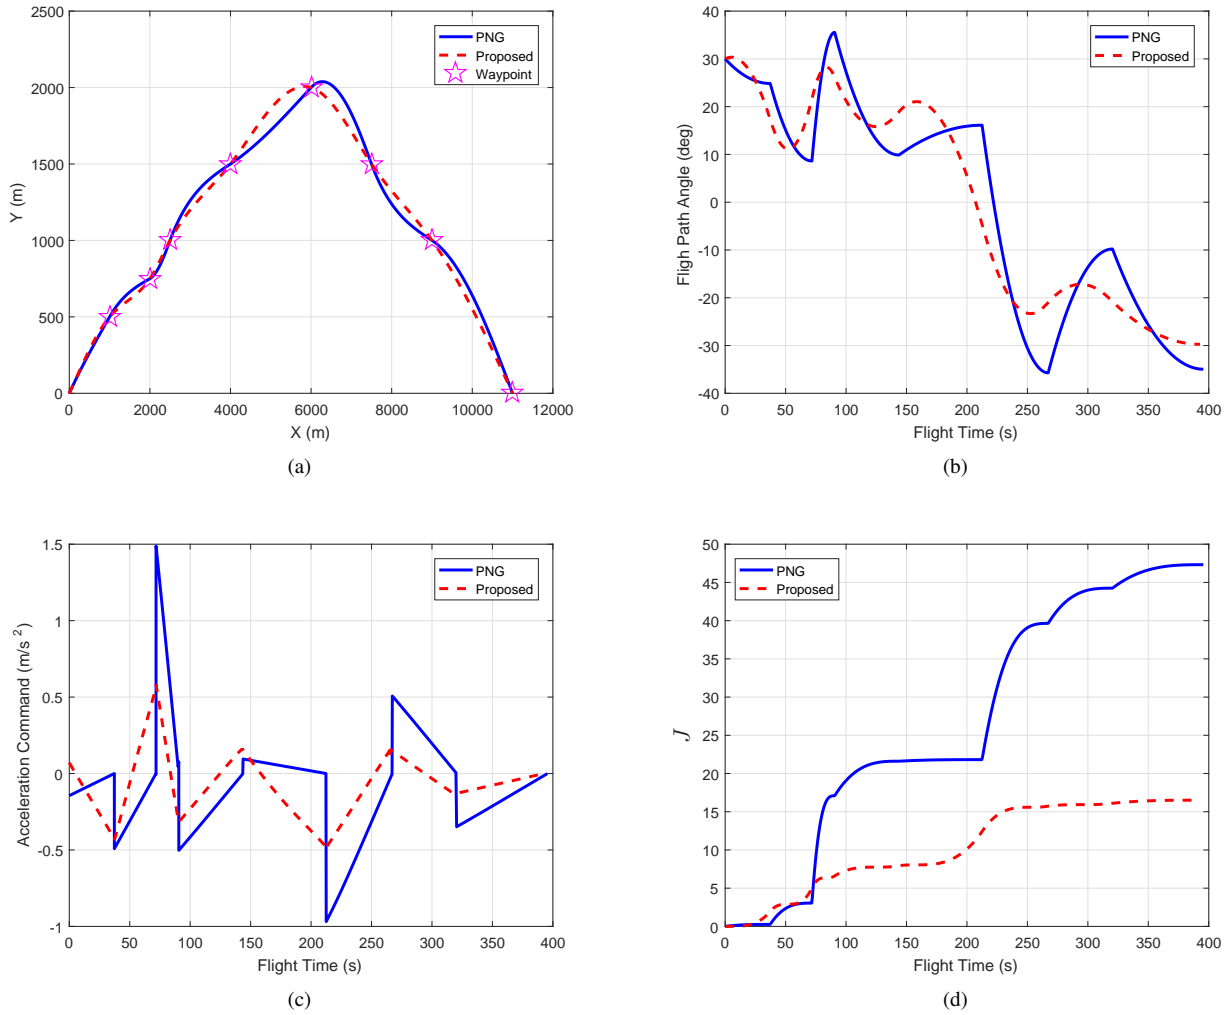 2500
2000
1500
1000
500
0
Y (m)
PNG
Proposed
Waypoint
0 2000 4000 6000 8000 10000 12000
X (m)
(a)
40
30
20
10
0
-10
-20
-30
-40
Fligh Path Angle (deg)
PNG
Proposed
0 50 100 150 200 250 300 350 400
Flight Time (s)
(b)
1.5
1
0.5
0
-0.5
-1
Acceleration Command (m/s 2)
PNG
Proposed
0 50 100 150 200 250 300 350 400
Flight Time (s)
(c)
50
45
40
35
30
25
20
15
10
5
0
J
PNG
Proposed
0 50 100 150 200 250 300 350 400
Flight Time (s)
(d)